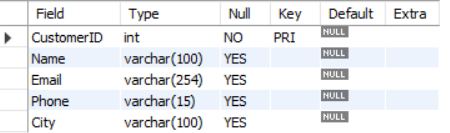 Field Type Null Key Default Extra
CustomerID int NO PRI NULL
Name varchar(100) YES NULL
Email varchar(254) YES NULL
Phone varchar(15) YES NULL
City varchar(100) YES NULL